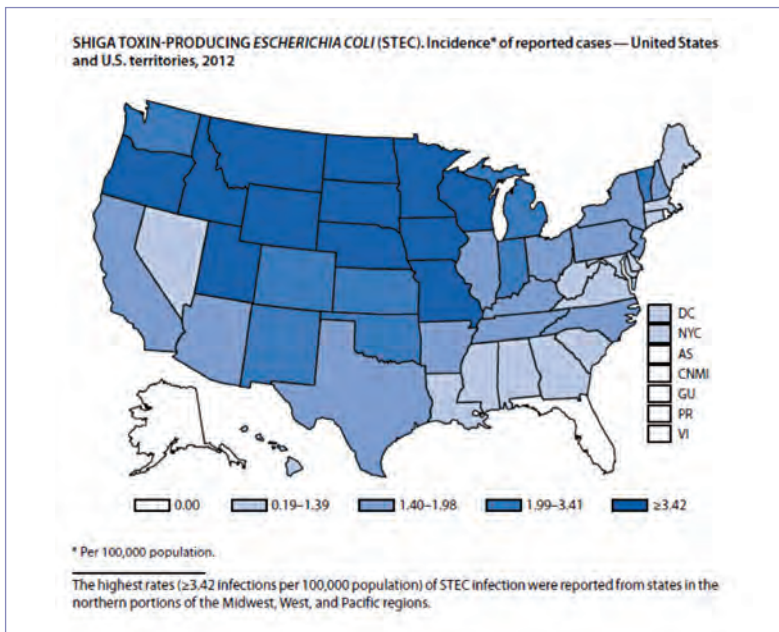 SHIGA TOXIN-PRODUCING ESCHERICHIA COLI (STEC). Incidence* of reported cases — United States
and U.S. territories, 2012
DC
NYC
AS
CNMI
GU
PR
VI
0.00 0.19–1.39 1.40–1.98 1.99–3.41 ≥3.42
* Per 100,000 population.
The highest rates (≥3.42 infections per 100,000 population) of STEC infection were reported from states in the
northern portions of the Midwest, West, and Pacific regions.